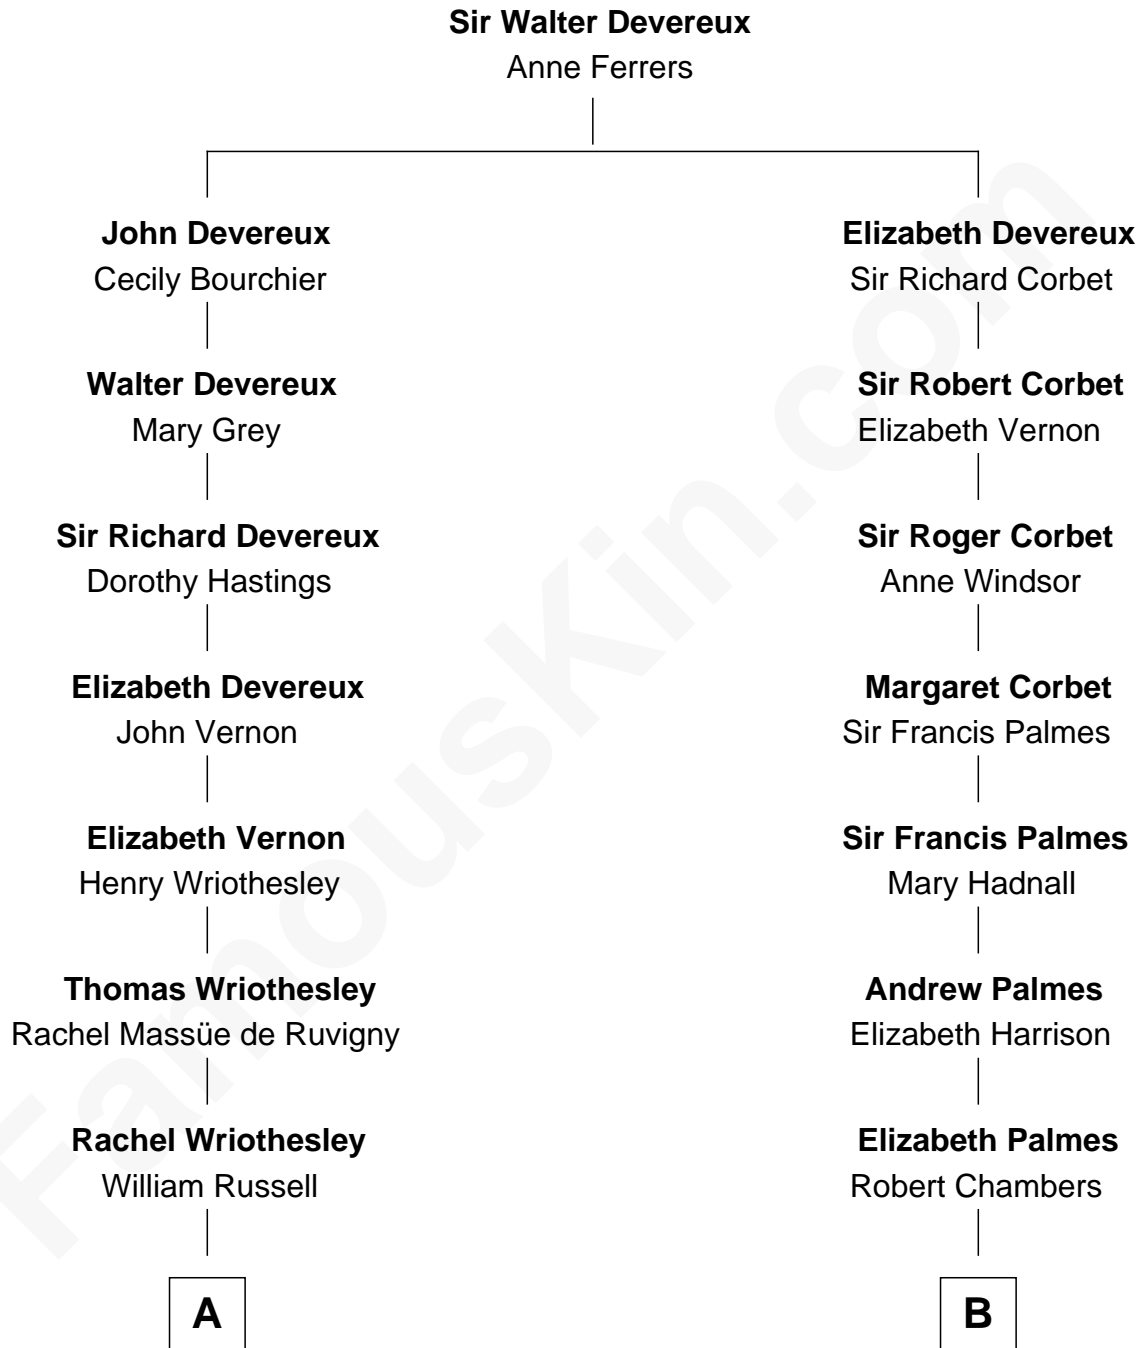 Sir Walter Devereux
Anne Ferrers
John Devereux
Cecily Bourchier
Walter Devereux
Mary Grey
Sir Richard Devereux
Dorothy Hastings
Elizabeth Devereux
John Vernon
Elizabeth Vernon
Henry Wriothesley
Thomas Wriothesley
Rachel Massüe de Ruvigny
Rachel Wriothesley
William Russell
A
Elizabeth Devereux
Sir Richard Corbet
Sir Robert Corbet
Elizabeth Vernon
Sir Roger Corbet
Anne Windsor
Margaret Corbet
Sir Francis Palmes
Sir Francis Palmes
Mary Hadnall
Andrew Palmes
Elizabeth Harrison
Elizabeth Palmes
Robert Chambers
B
FamousKin.com